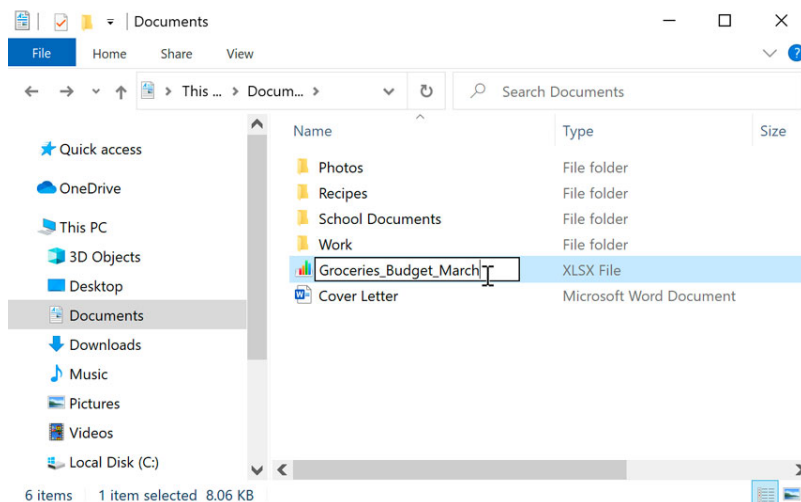 Documents
File Home Share View
?
This ... Docum...
Search Documents
Name Type Size
Quick access
OneDrive
This PC
3D Objects
Desktop
Documents
Downloads
Music
Pictures
Videos
Local Disk (C:)
Photos File folder
Recipes File folder
School Documents File folder
Work File folder
Groceries_Budget_March XLSX File
W Cover Letter Microsoft Word Document
6 items 1 item selected 8.06 KB